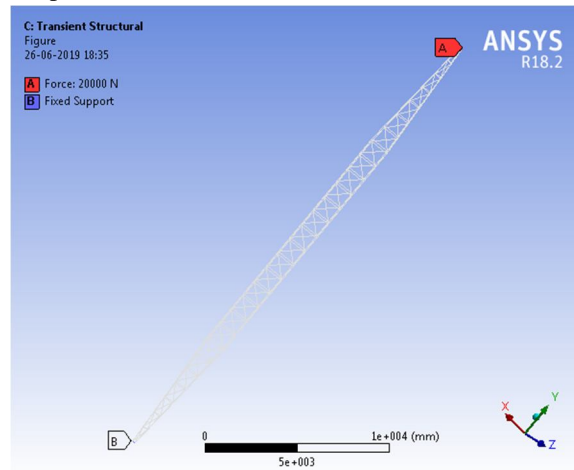 C: Transient Structural
Figure
26-06-2019 18:35
A Force: 20000 N
B Fixed Support
A
ANSYS
R18.2
B
0
1e+004 (mm)
5e+003
X
Y
Z